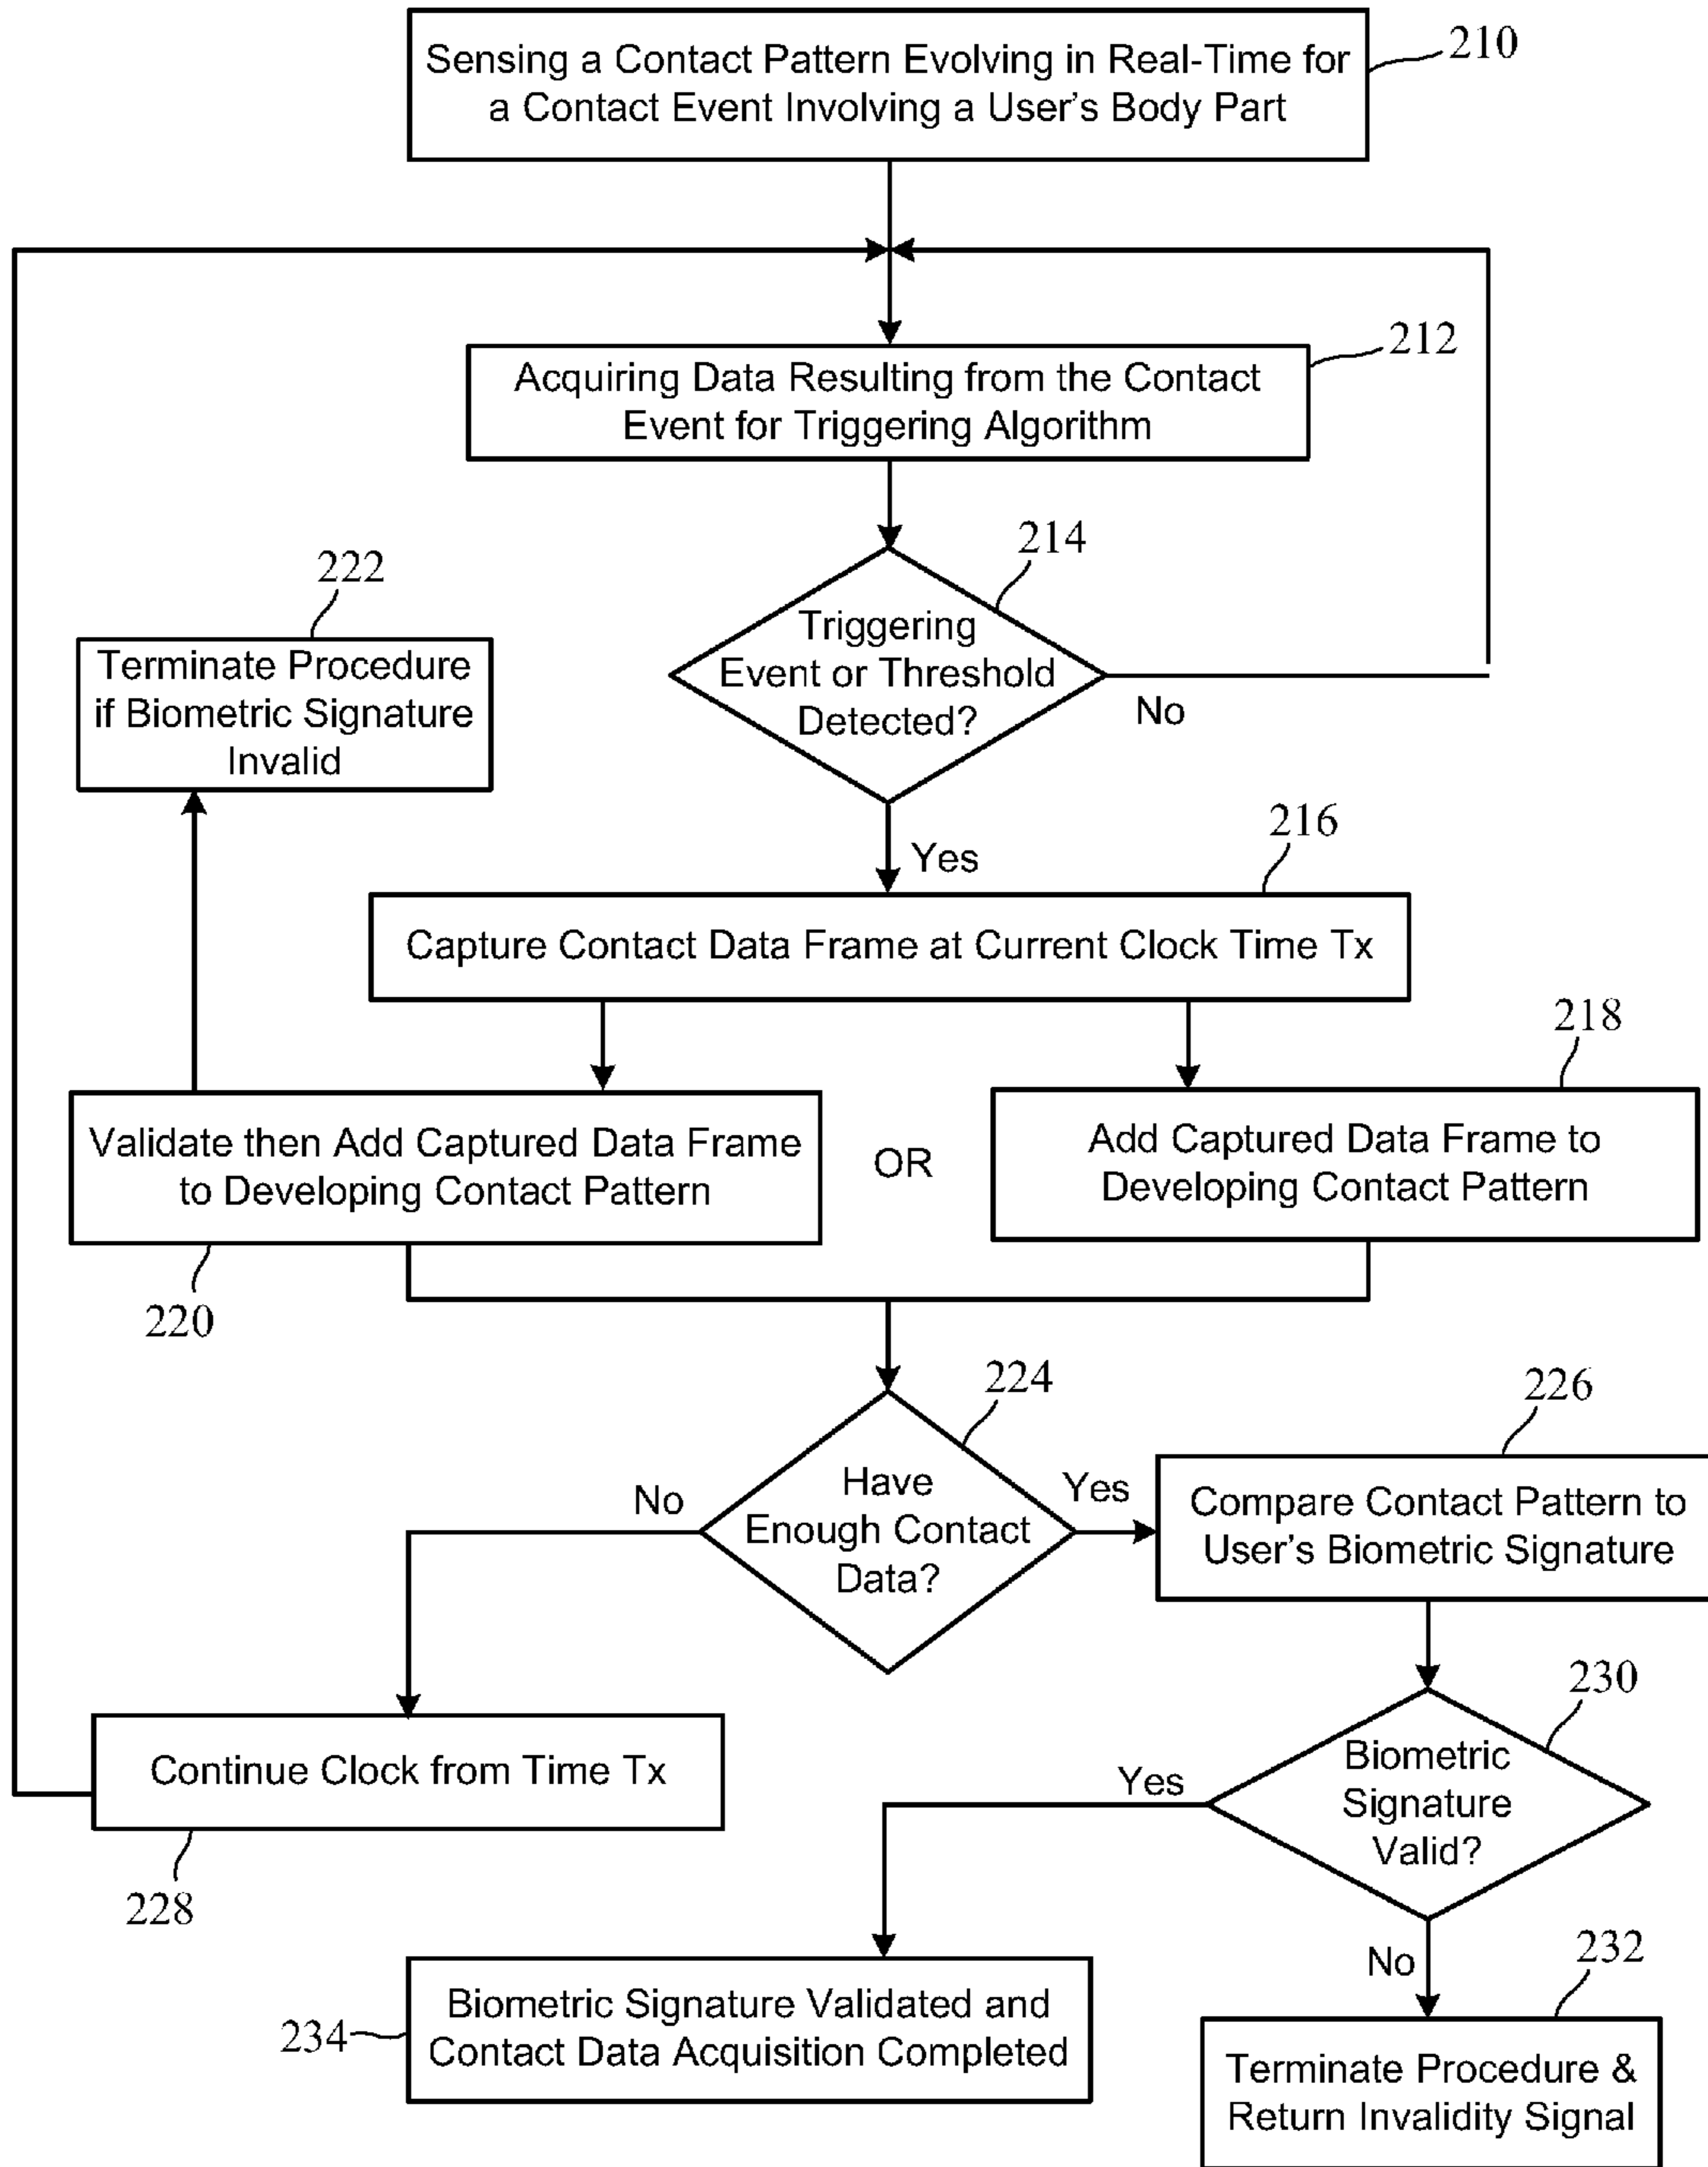 Sensing a Contact Pattern Evolving in Real-Time for
a Contact Event Involving a User's Body Part
210
Acquiring Data Resulting from the Contact
Event for Triggering Algorithm
212
214
Triggering
Event or Threshold
Detected?
No
Yes
222
Terminate Procedure
if Biometric Signature
Invalid
216
Capture Contact Data Frame at Current Clock Time Tx
218
Validate then Add Captured Data Frame
to Developing Contact Pattern
220
OR
Add Captured Data Frame to
Developing Contact Pattern
224
Have
Enough Contact
Data?
No
Yes
226
Compare Contact Pattern to
User's Biometric Signature
Continue Clock from Time Tx
228
230
Biometric
Signature
Valid?
Yes
No
234
Biometric Signature Validated and
Contact Data Acquisition Completed
232
Terminate Procedure &
Return Invalidity Signal